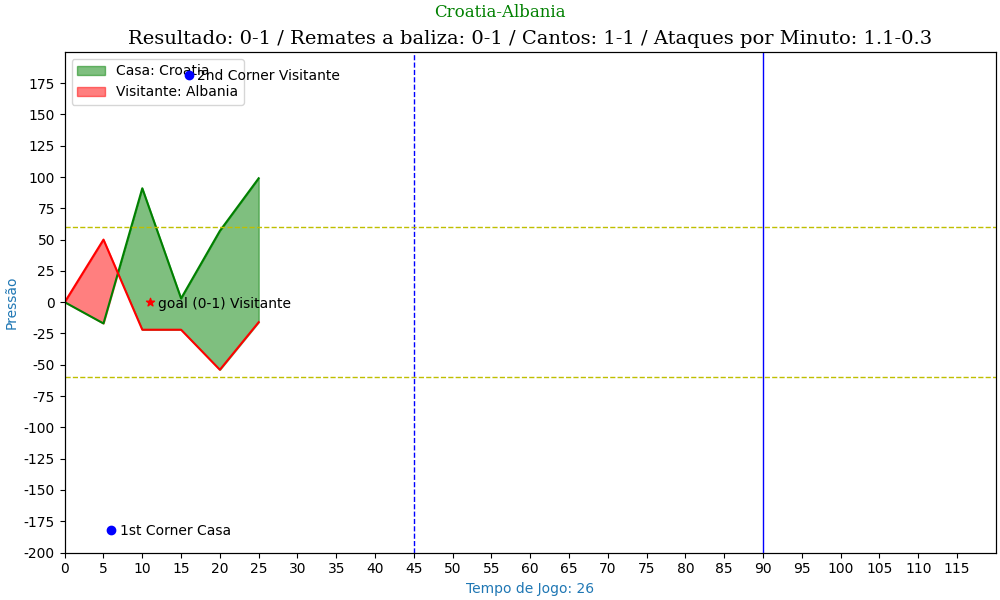 Croatia-Albania
Resultado: 0-1 / Remates a baliza: 0-1 / Cantos: 1-1 / Ataques por Minuto: 1.1-0.3
Casa: Croatia
Visitante: Albania
2nd Corner Visitante
goal (0-1) Visitante
1st Corner Casa
Pressão
175
150
125
100
75
50
25
0
-25
-50
-75
-100
-125
-150
-175
-200
0 5 10 15 20 25 30 35 40 45 50 55 60 65 70 75 80 85 90 95 100 105 110 115
Tempo de Jogo: 26